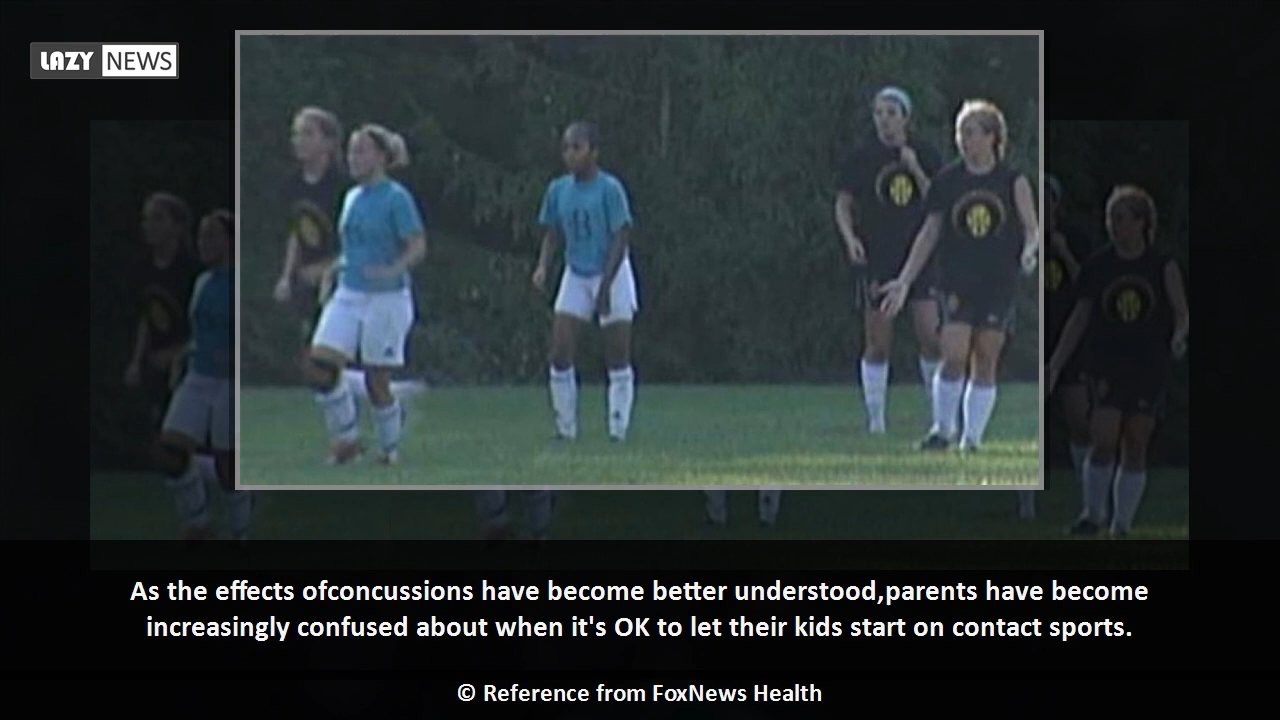 LAZY NEWS
11
As the effects ofconcussions have become better understood,parents have become
increasingly confused about when it's OK to let their kids start on contact sports.
© Reference from FoxNews Health